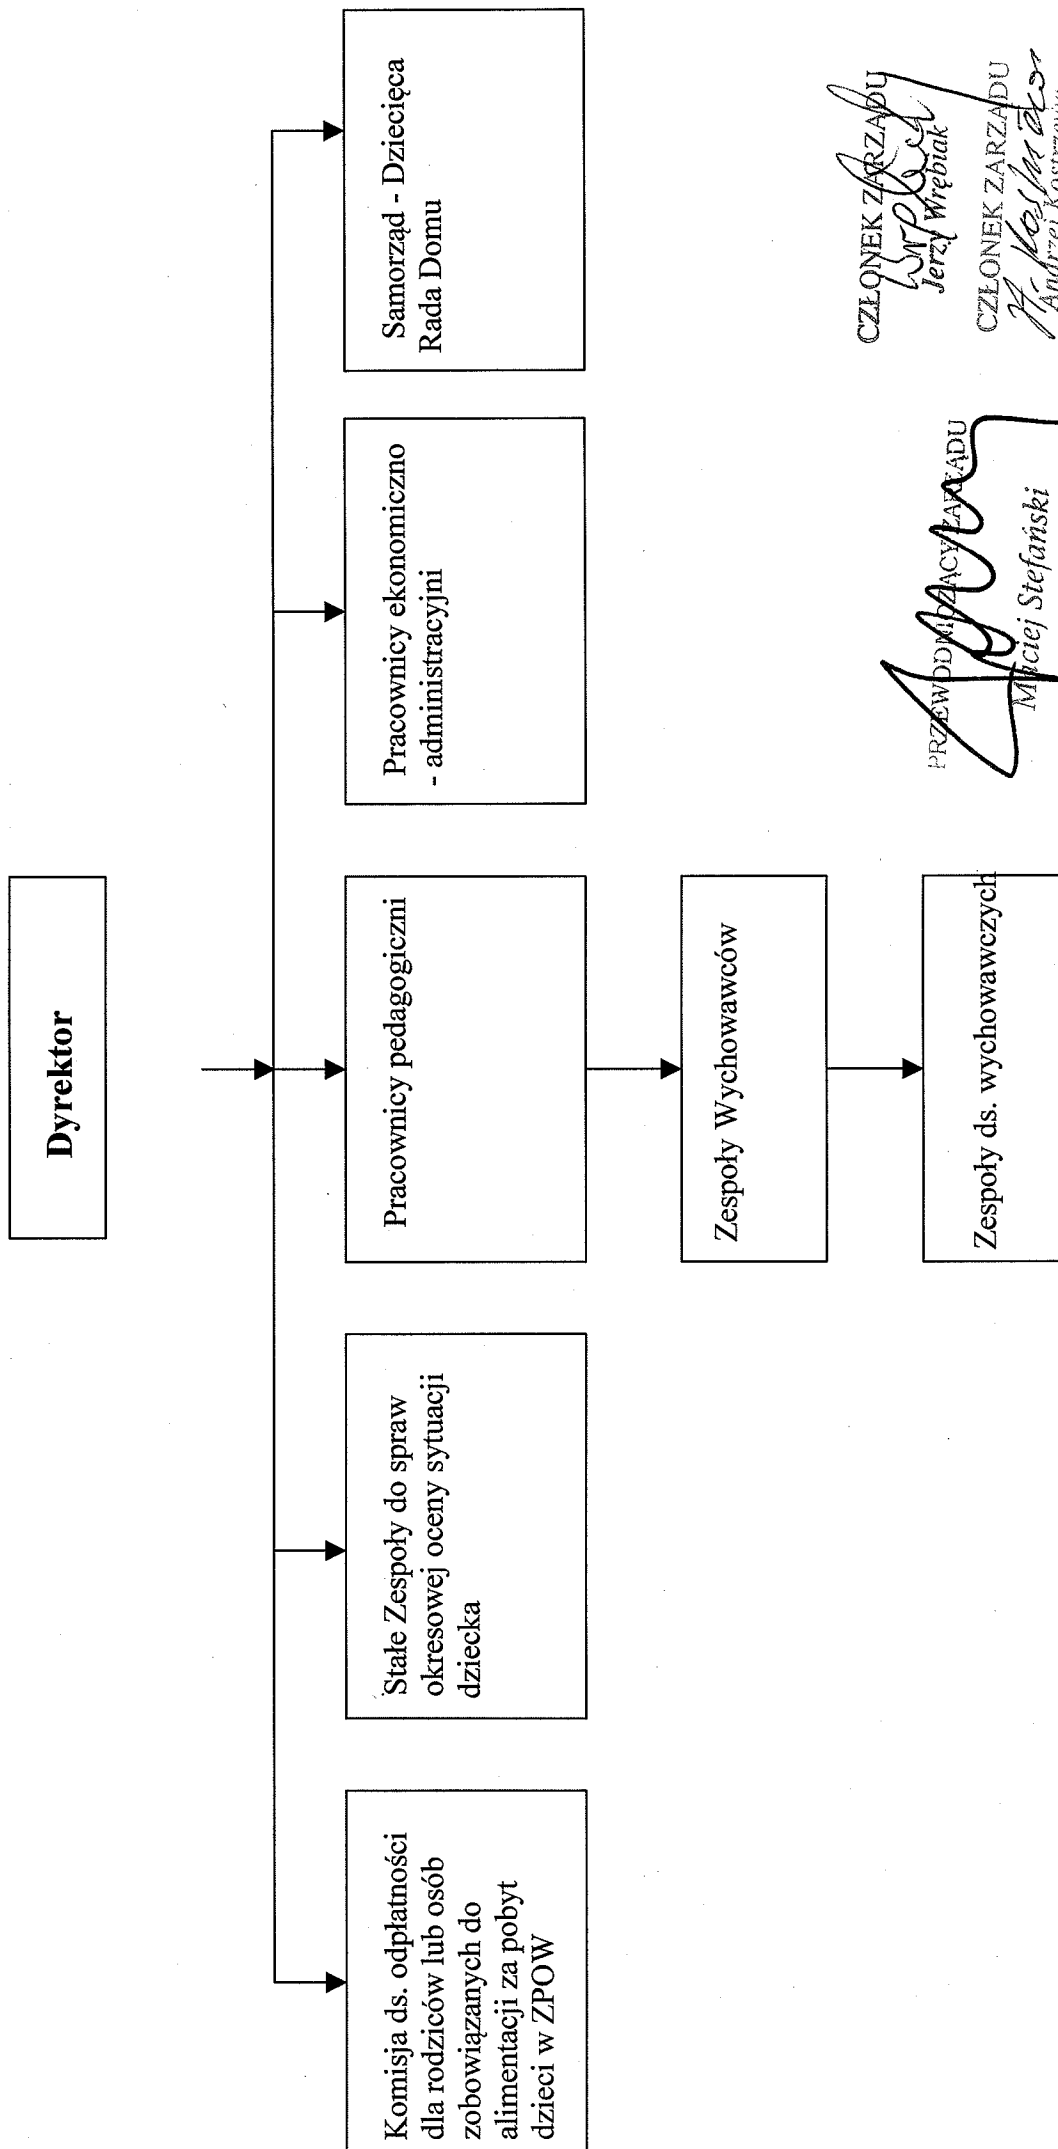 Dyrektor
Komisja ds. odpłatności
dla rodziców lub osób
zobowiązanych do
alimentacji za pobyt
dzieci w ZPOW
Stałe Zespoły do spraw
okresowej oceny sytuacji
dziecka
Pracownicy pedagogiczni
Pracownicy ekonomiczno
- administracyjni
Samorząd - Dziecięca
Rada Domu
Zespoły Wychowawców
Zespoły ds. wychowawczych
PRZEWODNICZĄCY ZARZĄDU
Maciej Stefański
CZŁONEK ZARZĄDU
Jerzy Wrębiak
CZŁONEK ZARZĄDU
Andrzej Kostrzewa